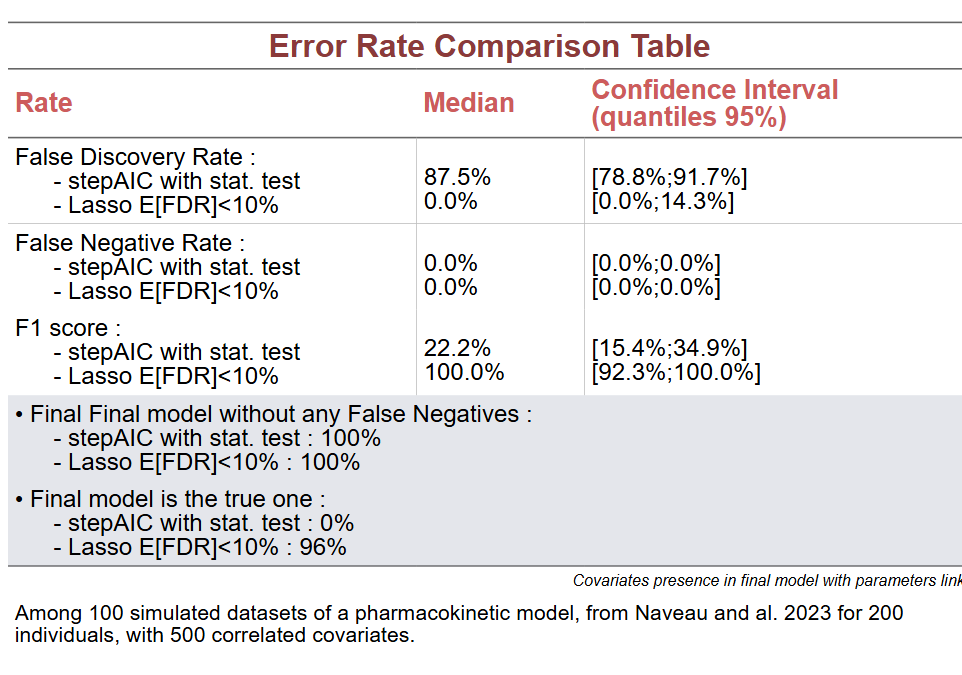 Error Rate Comparison Table
Rate
Median
Confidence Interval
(quantiles 95%)
False Discovery Rate :
- stepAIC with stat. test 87.5% [78.8%;91.7%]
- Lasso E[FDR]<10% 0.0% [0.0%;14.3%]
False Negative Rate :
- stepAIC with stat. test 0.0% [0.0%;0.0%]
- Lasso E[FDR]<10% 0.0% [0.0%;0.0%]
F1 score :
- stepAIC with stat. test 22.2% [15.4%;34.9%]
- Lasso E[FDR]<10% 100.0% [92.3%;100.0%]
• Final Final model without any False Negatives :
- stepAIC with stat. test : 100%
- Lasso E[FDR]<10% : 100%
• Final model is the true one :
- stepAIC with stat. test : 0%
- Lasso E[FDR]<10% : 96%
Covariates presence in final model with parameters link
Among 100 simulated datasets of a pharmacokinetic model, from Naveau and al. 2023 for 200
individuals, with 500 correlated covariates.